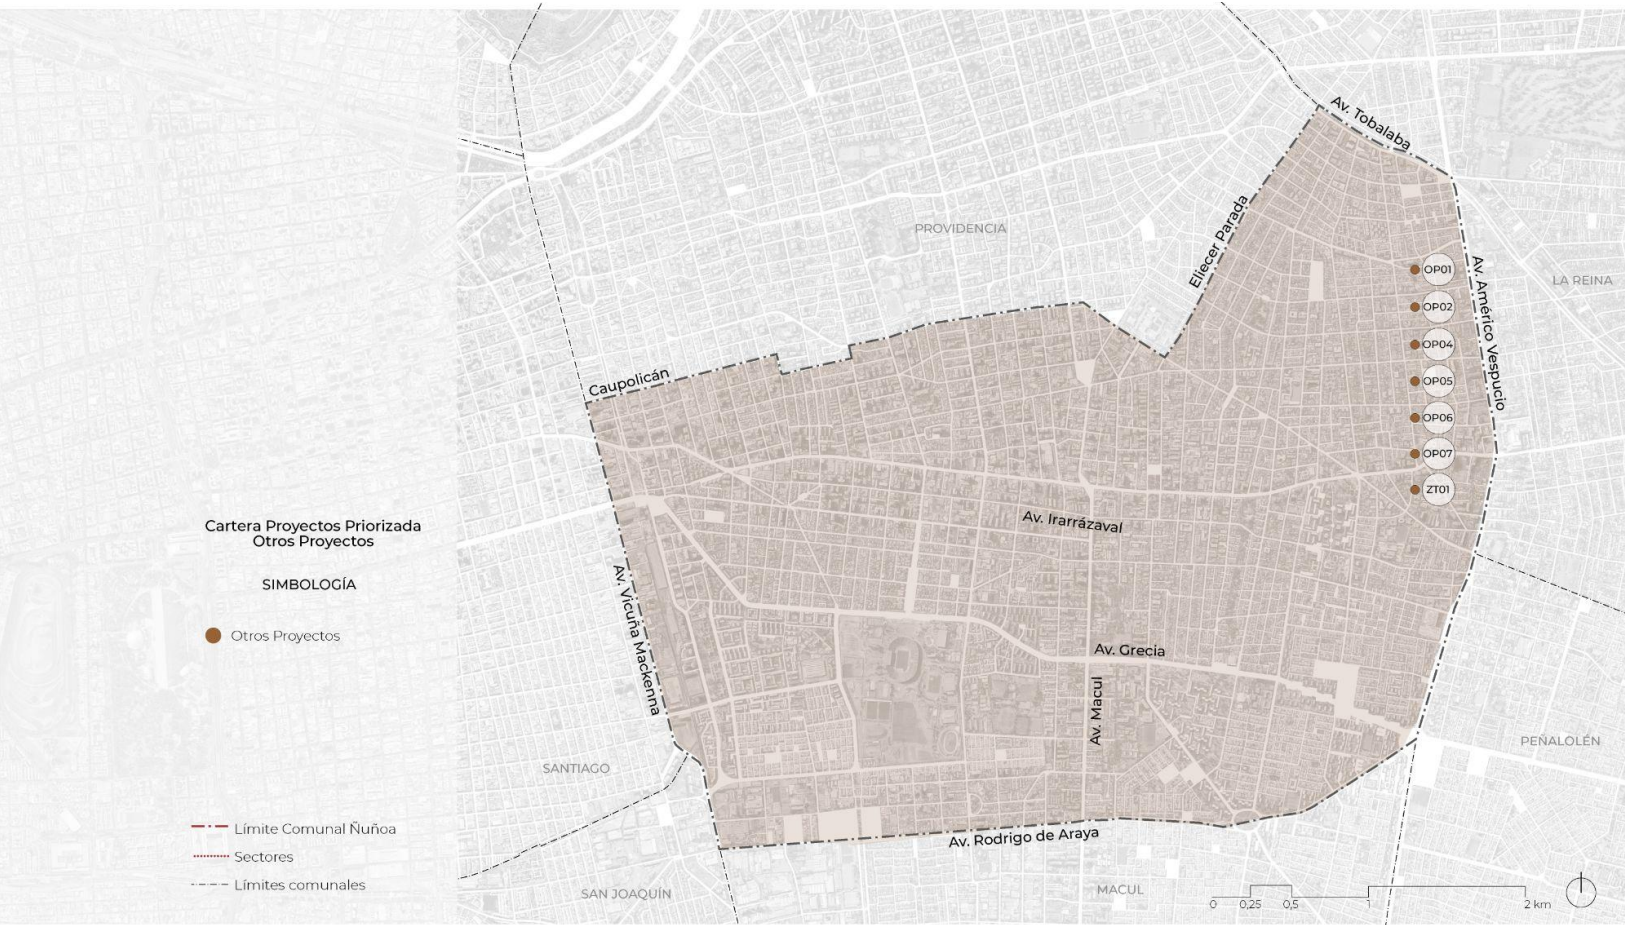 Av. Tobalaba
Eliecer Parada
PROVIDENCIA
Av. Américo Vespucio
LA REINA
OP01
OP02
OP04
OP05
OP06
OP07
ZT01
Caupolicán
Av. Irarrázaval
Cartera Proyectos Priorizada
Otros Proyectos
SIMBOLOGÍA
Otros Proyectos
Av. Vicuña Mackenna
Av. Grecia
Av. Macul
PEÑALOLÉN
SANTIAGO
Límite Comunal Ñuñoa
Sectores
Límites comunales
Av. Rodrigo de Araya
SAN JOAQUÍN
MACUL
0 0,25 0,5 1 2 km